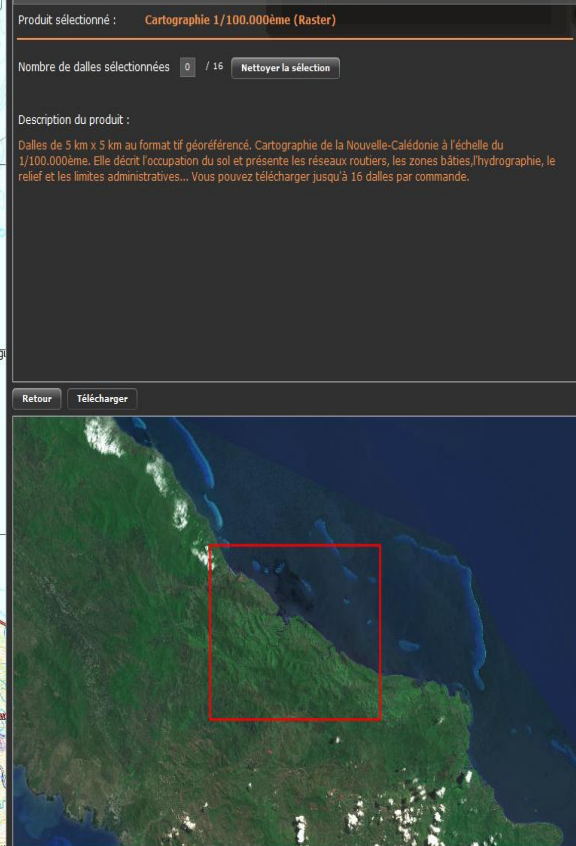 Produit sélectionné : Cartographie 1/100.000ème (Raster)
Nombre de dalles sélectionnées 0 / 16 Nettoyer la sélection
Description du produit :
Dalles de 5 km x 5 km au format tif géoréférencé. Cartographie de la Nouvelle-Calédonie à l'échelle du
1/100.000ème. Elle décrit l'occupation du sol et présente les réseaux routiers, les zones bâties,l'hydrographie, le
relief et les limites administratives... Vous pouvez télécharger jusqu'à 16 dalles par commande.
Retour Télécharger